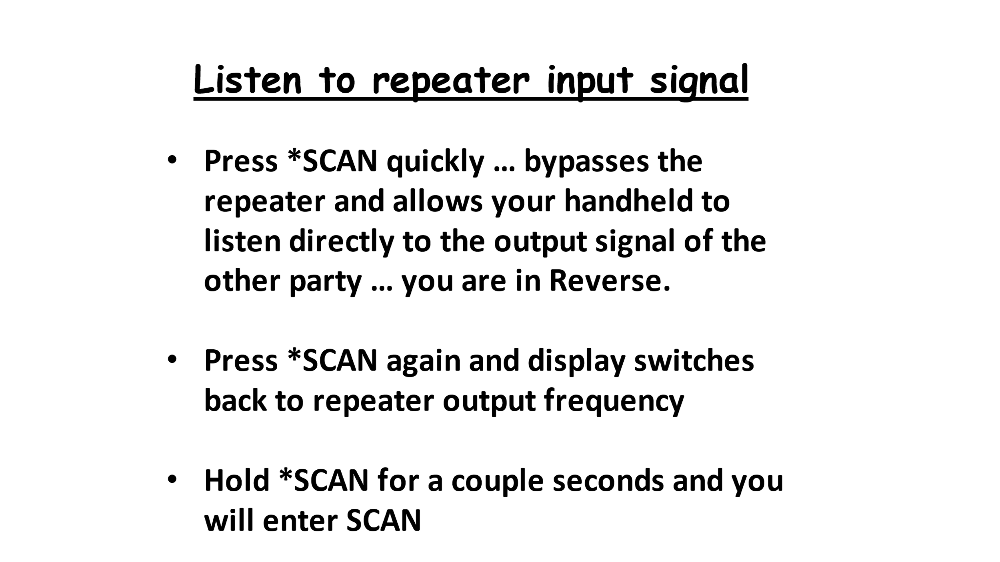 Listen to repeater input signal
• Press *SCAN quickly … bypasses the
repeater and allows your handheld to
listen directly to the output signal of the
other party … you are in Reverse.
• Press *SCAN again and display switches
back to repeater output frequency
• Hold *SCAN for a couple seconds and you
will enter SCAN